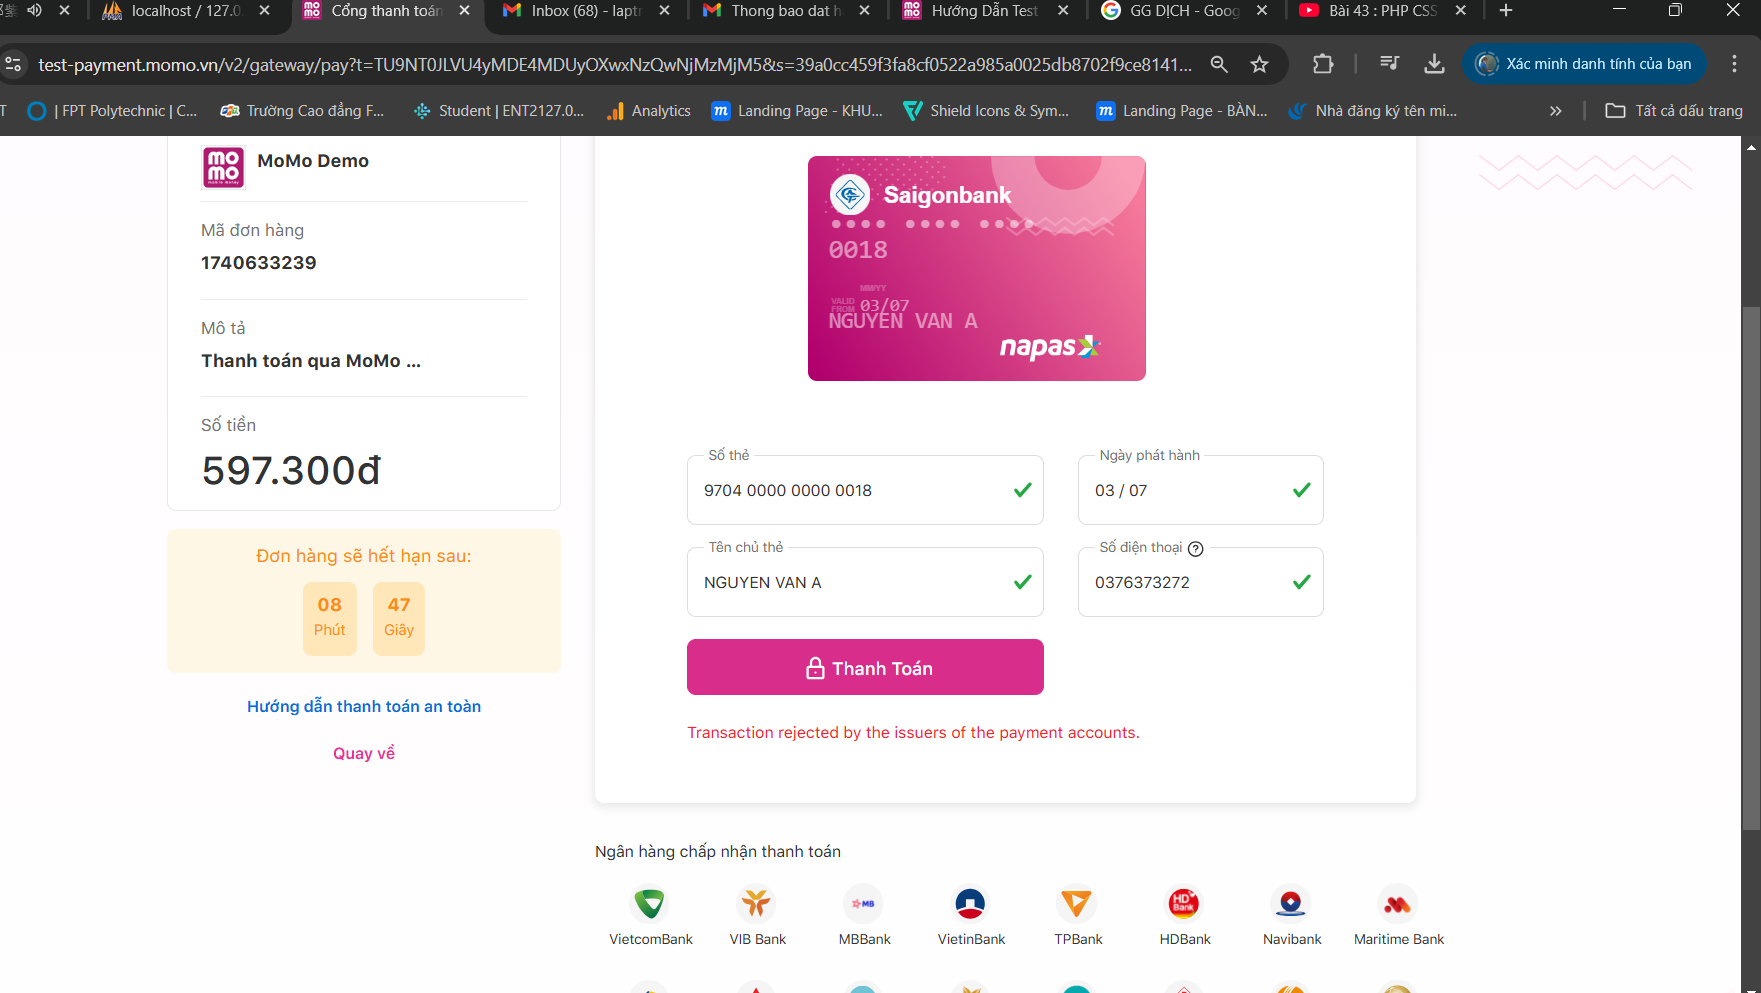 localhost / 127.0.
Cổng thanh toán
Inbox (68) - laptr
Thong bao dat h
Hướng Dẫn Test
GG DỊCH - Goog
Bài 43 : PHP CSS
test-payment.momo.vn/v2/gateway/pay?t=TU9NT0JLVU4yMDE4MDUyOXwxNzQwNjMzMjM5&s=39a0cc459f3fa8cf0522a985a0025db8702f9ce8141...
Xác minh danh tính của bạn
T
| FPT Polytechnic | C...
Trường Cao đẳng F...
Student | ENT2127.0...
Analytics
Landing Page - KHU...
Shield Icons & Sym...
Landing Page - BÀN...
Nhà đăng ký tên mi...
Tất cả dấu trang
MoMo Demo
Mã đơn hàng
1740633239
Mô tả
Thanh toán qua MoMo ...
Số tiền
597.300đ
Đơn hàng sẽ hết hạn sau:
08
Phút
47
Giây
Hướng dẫn thanh toán an toàn
Quay về
Saigonbank
0018
MM/YY
VALID
FROM
03/07
NGUYEN VAN A
napas
Số thẻ
9704 0000 0000 0018
Ngày phát hành
03 / 07
Tên chủ thẻ
NGUYEN VAN A
Số điện thoại
0376373272
Thanh Toán
Transaction rejected by the issuers of the payment accounts.
Ngân hàng chấp nhận thanh toán
VietcomBank
VIB Bank
MBBank
VietinBank
TPBank
HDBank
Navibank
Maritime Bank